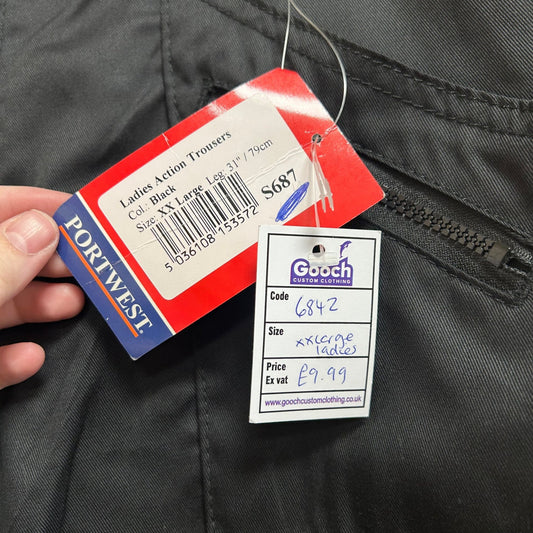 Ladies Action Trousers
Col.: Black
Size: XX Large Leg: 31" / 79cm
S687
5 036108 153572
PORTWEST
Gooch
CUSTOM CLOTHING
Code 6842
Size xxLarge
ladies
Price
Ex vat £9.99
www.goochcustomclothing.co.uk